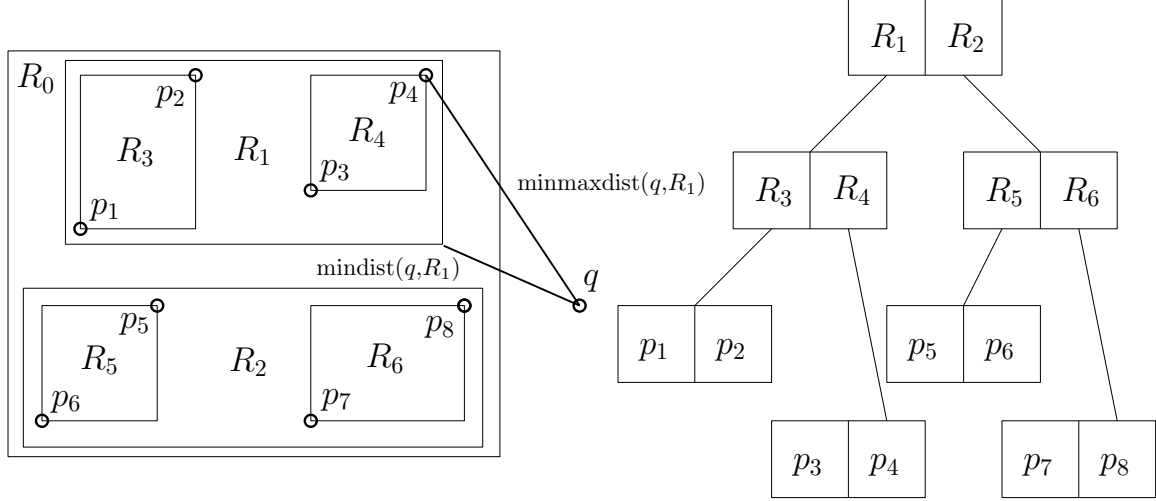 R₀
p₂
p₄
R₃
R₁
R₄
p₃
p₁
minmaxdist(q,R₁)
mindist(q,R₁)
q
p₅
p₈
R₅
R₂
R₆
p₆
p₇
R₁ R₂
R₃ R₄ R₅ R₆
p₁ p₂ p₅ p₆
p₃ p₄ p₇ p₈